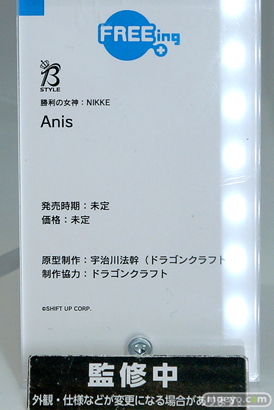 FREEing
B
STYLE
勝利の女神：NIKKE
Anis
発売時期：未定
価格：未定
原型制作：宇治川法幹（ドラゴンクラフト
制作協力：ドラゴンクラフト
©SHIFT UP CORP.
監修中
外観・仕様などが変更になる場合があ